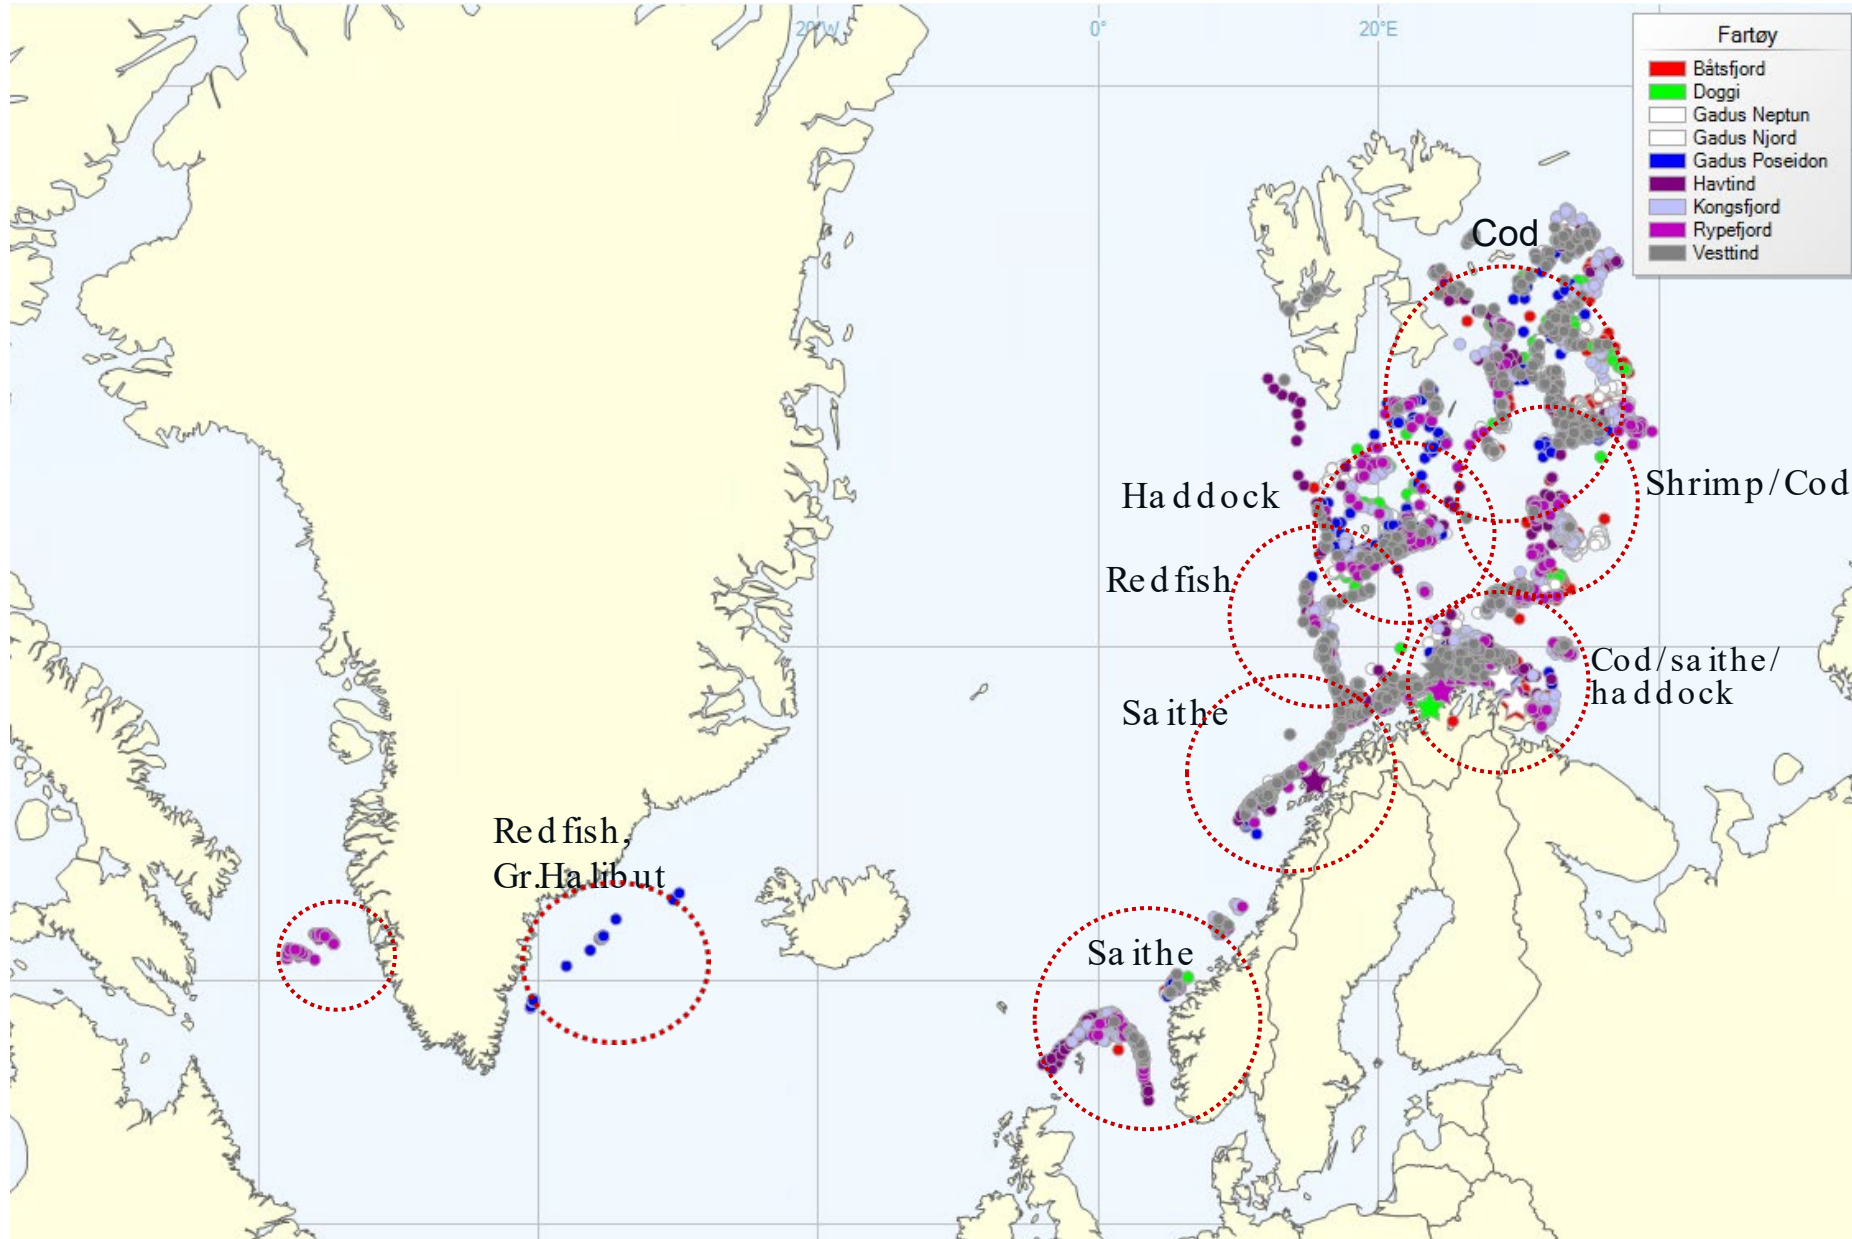 20°W
0°
20°E
Fartøy
Båtsfjord
Doggi
Gadus Neptun
Gadus Njord
Gadus Poseidon
Havtind
Kongsfjord
Rypefjord
Vesttind
Cod
Haddock
Shrimp/Cod
Redfish
Cod/saithe/
haddock
Saithe
Redfish,
Gr.Halibut
Saithe